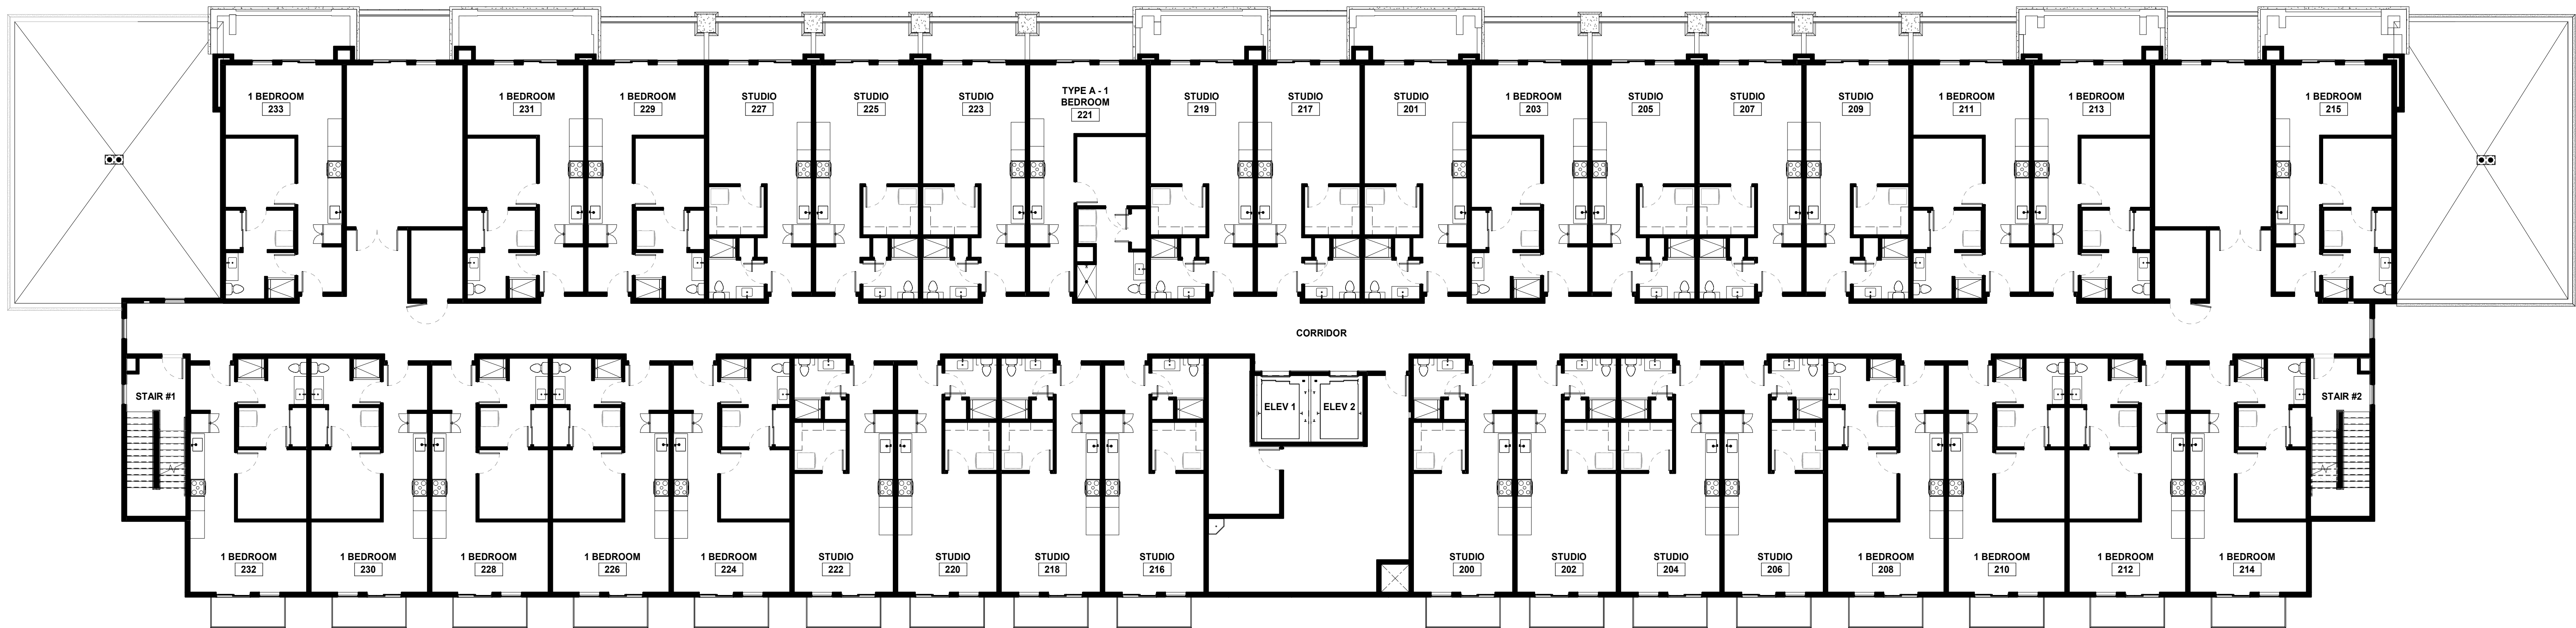 1 BEDROOM
233
1 BEDROOM
231
1 BEDROOM
229
STUDIO
227
STUDIO
225
STUDIO
223
TYPE A - 1
BEDROOM
221
STUDIO
219
STUDIO
217
STUDIO
201
1 BEDROOM
203
STUDIO
205
STUDIO
207
STUDIO
209
1 BEDROOM
211
1 BEDROOM
213
1 BEDROOM
215
CORRIDOR
STAIR #1
ELEV 1
ELEV 2
STAIR #2
1 BEDROOM
232
1 BEDROOM
230
1 BEDROOM
228
1 BEDROOM
226
1 BEDROOM
224
STUDIO
222
STUDIO
220
STUDIO
218
STUDIO
216
STUDIO
200
STUDIO
202
STUDIO
204
STUDIO
206
1 BEDROOM
208
1 BEDROOM
210
1 BEDROOM
212
1 BEDROOM
214